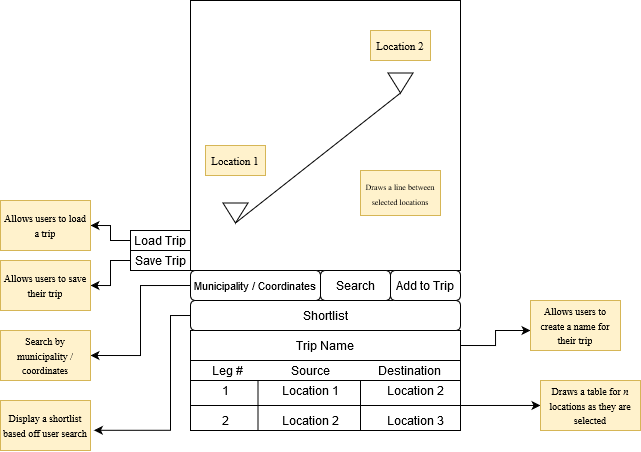 Location 2
Location 1
Draws a line between
selected locations
Allows users to load
a trip
Load Trip
Save Trip
Allows users to save
their trip
Municipality / Coordinates
Search
Add to Trip
Shortlist
Allows users to
create a name for
their trip
Search by
municipality /
coordinates
Trip Name
Leg #
Source
Destination
1
Location 1
Location 2
Draws a table for n
locations as they are
selected
Display a shortlist
based off user search
2
Location 2
Location 3